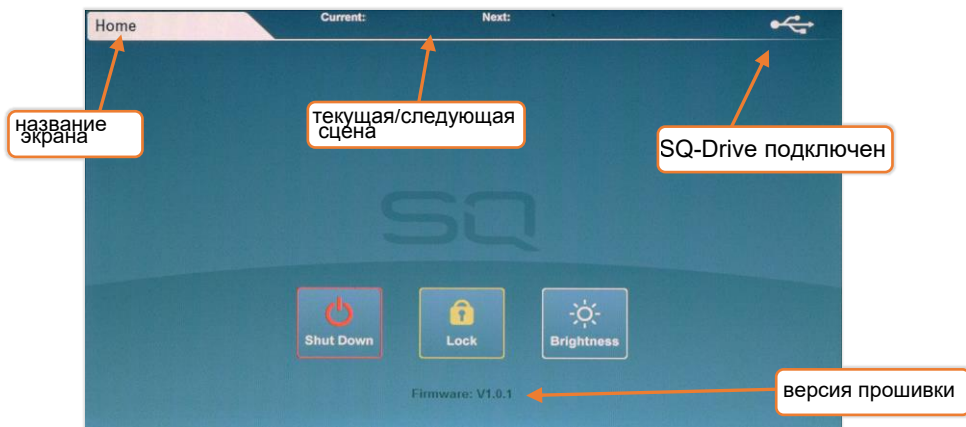 Home
Current: Next:
название
экрана
текущая/следующая
сцена
SQ-Drive подключен
SQ
Shut Down
Lock
Brightness
Firmware: V1.0.1
версия прошивки